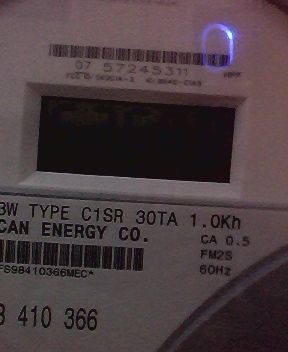 07 57245311
3W TYPE C1SR 30TA 1.0Kh
CAN ENERGY CO.
CA 0.5
FM2S
60Hz
FS98410366MEC*
8 410 366